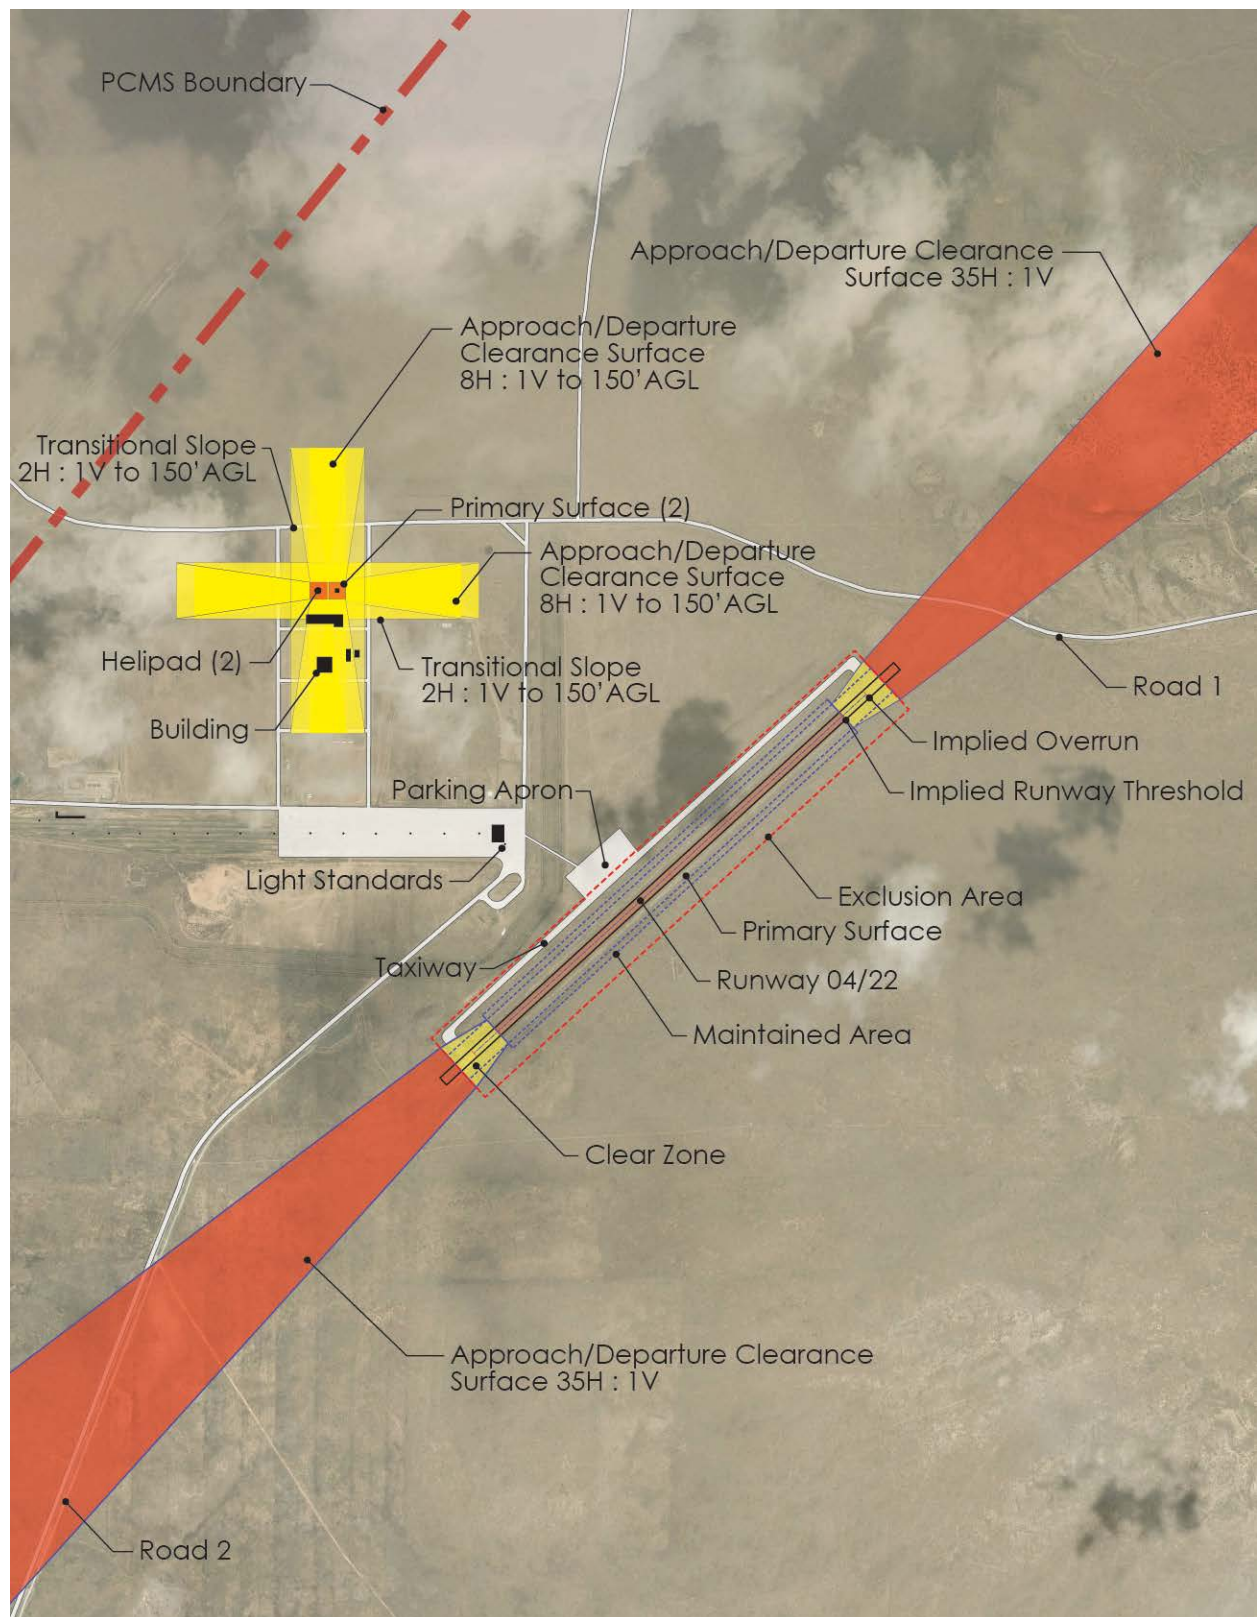 PCMS Boundary
Approach/Departure Clearance
Surface 35H : 1V
Approach/Departure
Clearance Surface
8H : 1V to 150'AGL
Transitional Slope
2H : 1V to 150'AGL
Primary Surface (2)
Approach/Departure
Clearance Surface
8H : 1V to 150'AGL
Helipad (2)
Transitional Slope
2H : 1V to 150'AGL
Road 1
Building
Implied Overrun
Parking Apron
Implied Runway Threshold
Light Standards
Exclusion Area
Primary Surface
Taxiway
Runway 04/22
Maintained Area
Clear Zone
Approach/Departure Clearance
Surface 35H : 1V
Road 2